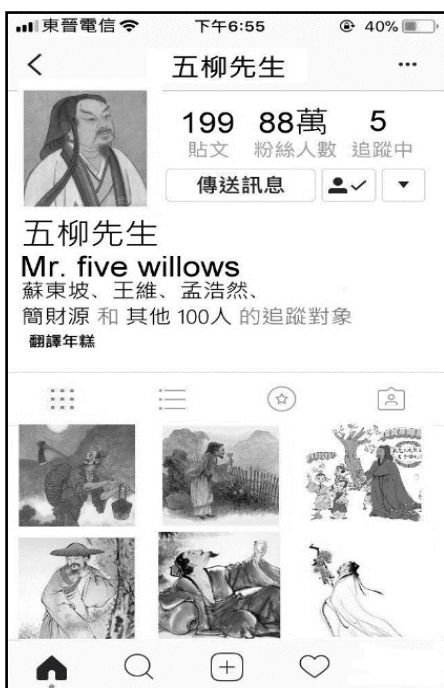 東晉電信 下午6:55 40%
五柳先生
199 88萬 5
貼文 粉絲人數 追蹤中
傳送訊息
五柳先生
Mr. five willows
蘇東坡、王維、孟浩然、
簡財源 和 其他 100人 的追蹤對象
翻譯年糕